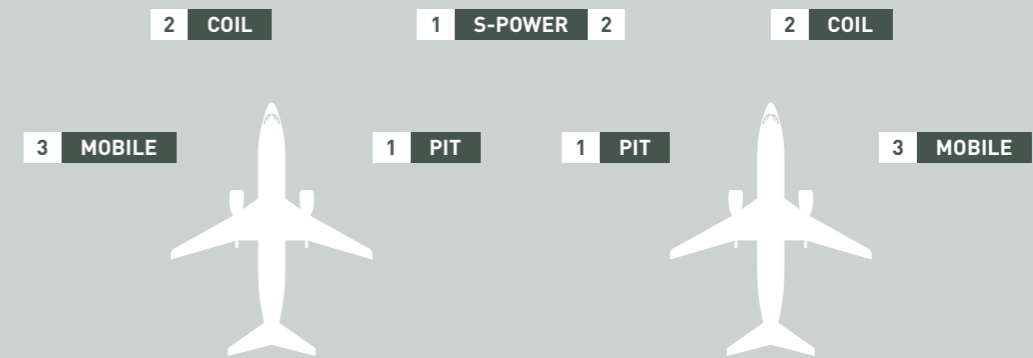 2 COIL 1 S-POWER 2 2 COIL
3 MOBILE 1 PIT 1 PIT 3 MOBILE